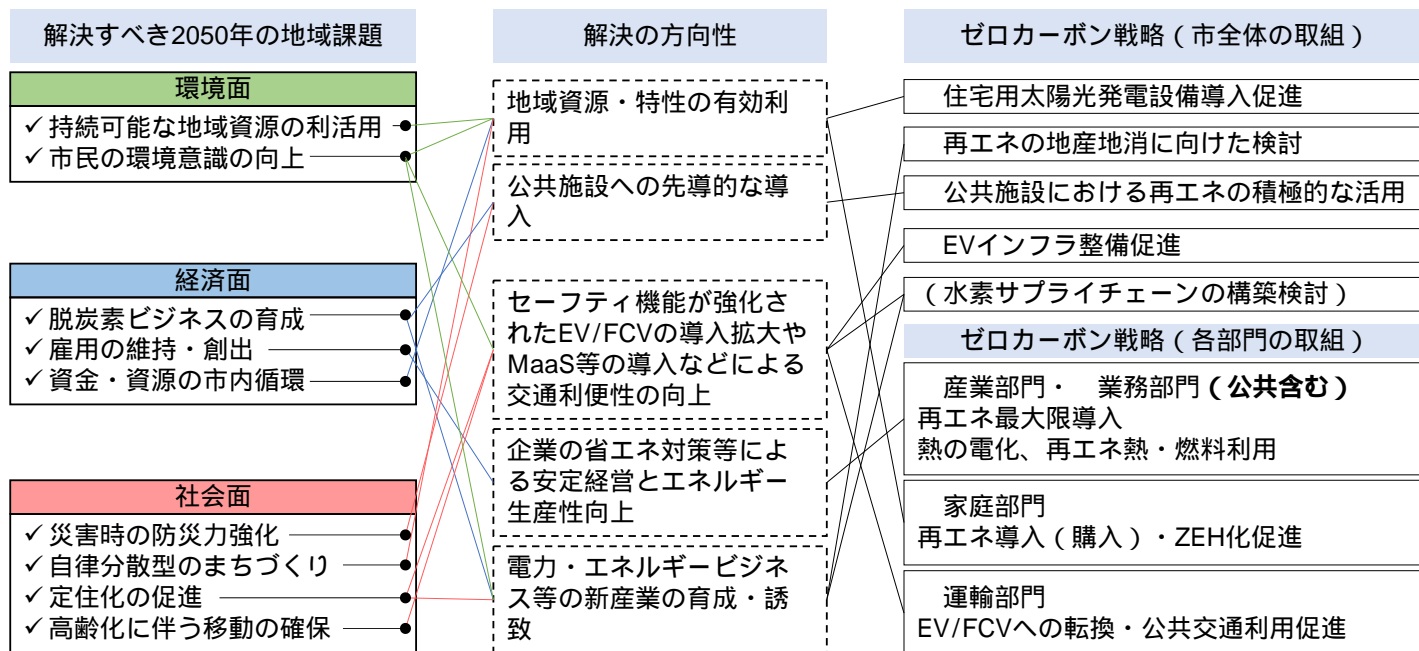 解決すべき2050年の地域課題
環境面
✓持続可能な地域資源の利活用
✓市民の環境意識の向上
経済面
✓脱炭素ビジネスの育成
✓雇用の維持・創出
✓資金・資源の市内循環
社会面
✓災害時の防災力強化
✓自律分散型のまちづくり
✓定住化の促進
✓高齢化に伴う移動の確保
解決の方向性
地域資源・特性の有効利
用
公共施設への先導的な導
入
セーフティ機能が強化さ
れたEV/FCVの導入拡大や
MaaS等の導入などによる
交通利便性の向上
企業の省エネ対策等によ
る安定経営とエネルギー
生産性向上
電力・エネルギービジネ
ス等の新産業の育成・誘
致
ゼロカーボン戦略（市全体の取組）
住宅用太陽光発電設備導入促進
再エネの地産地消に向けた検討
公共施設における再エネの積極的な活用
EVインフラ整備促進
（水素サプライチェーンの構築検討）
ゼロカーボン戦略（各部門の取組）
産業部門・　業務部門（公共含む）
再エネ最大限導入
熱の電化、再エネ熱・燃料利用
家庭部門
再エネ導入（購入）・ZEH化促進
運輸部門
EV/FCVへの転換・公共交通利用促進